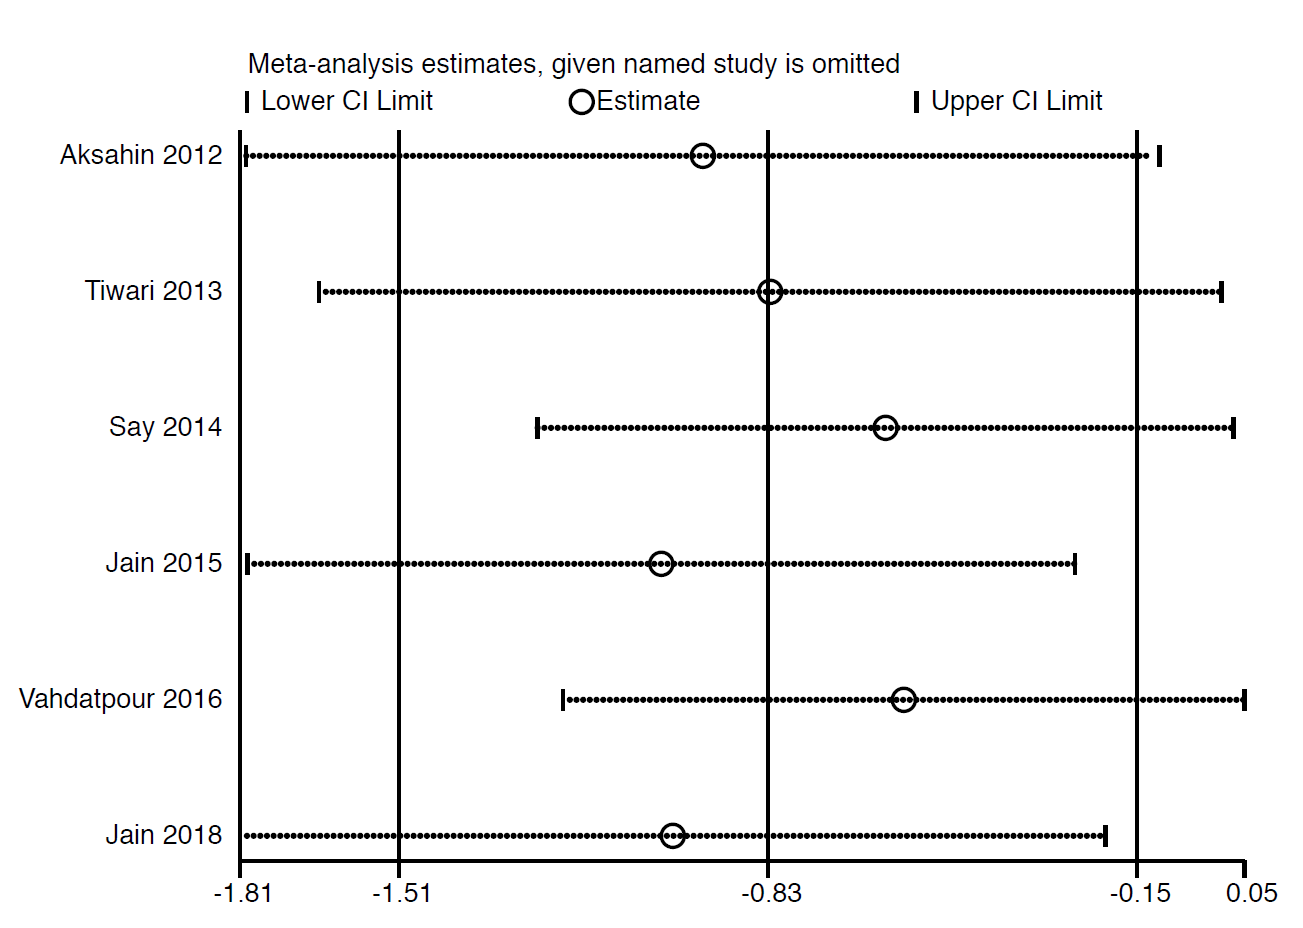 Meta-analysis estimates, given named study is omitted
Lower CI Limit Estimate Upper CI Limit
Aksahin 2012
Tiwari 2013
Say 2014
Jain 2015
Vahdatpour 2016
Jain 2018
-1.81 -1.51 -0.83 -0.15 0.05